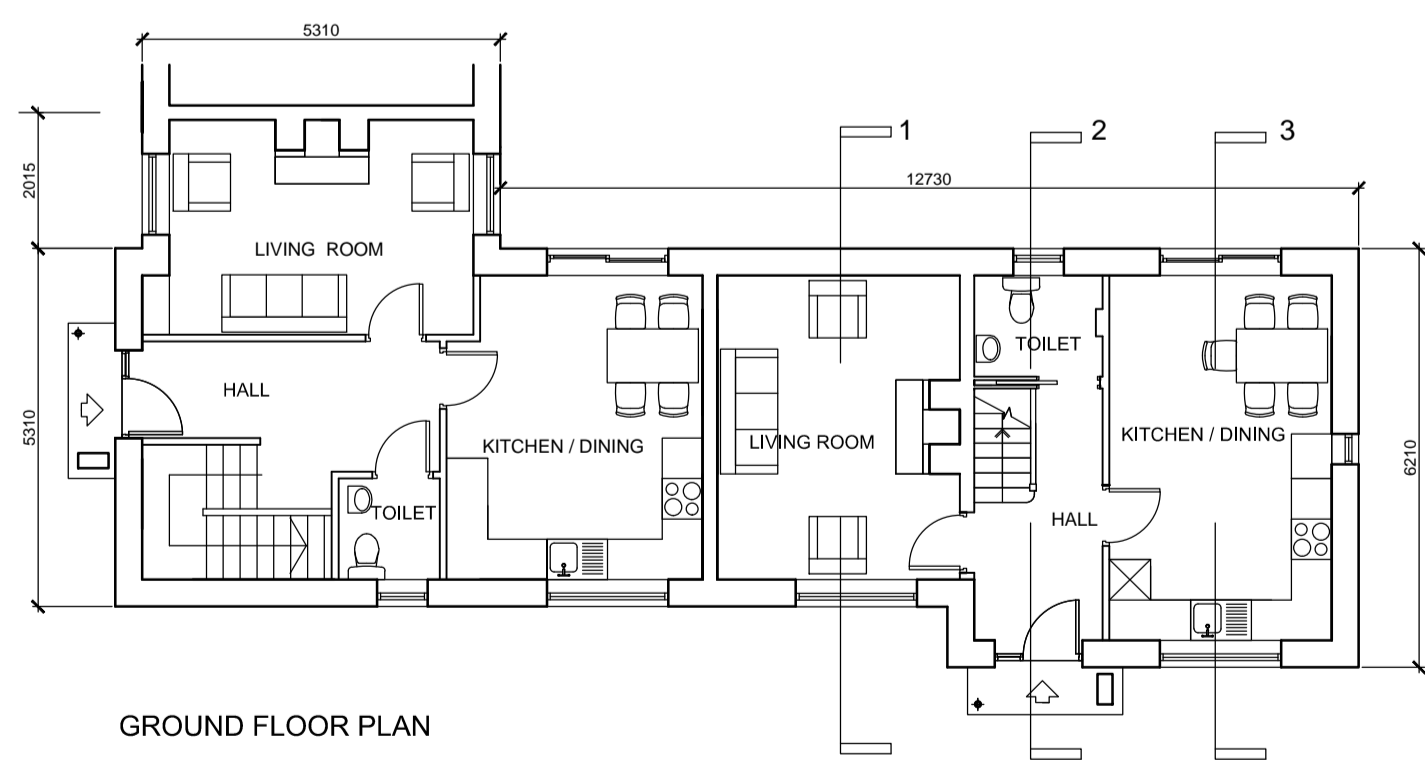 5310
1
2
3
2015
12730
LIVING ROOM
TOILET
HALL
5310
KITCHEN / DINING
LIVING ROOM
KITCHEN / DINING
6210
TOILET
HALL
GROUND FLOOR PLAN